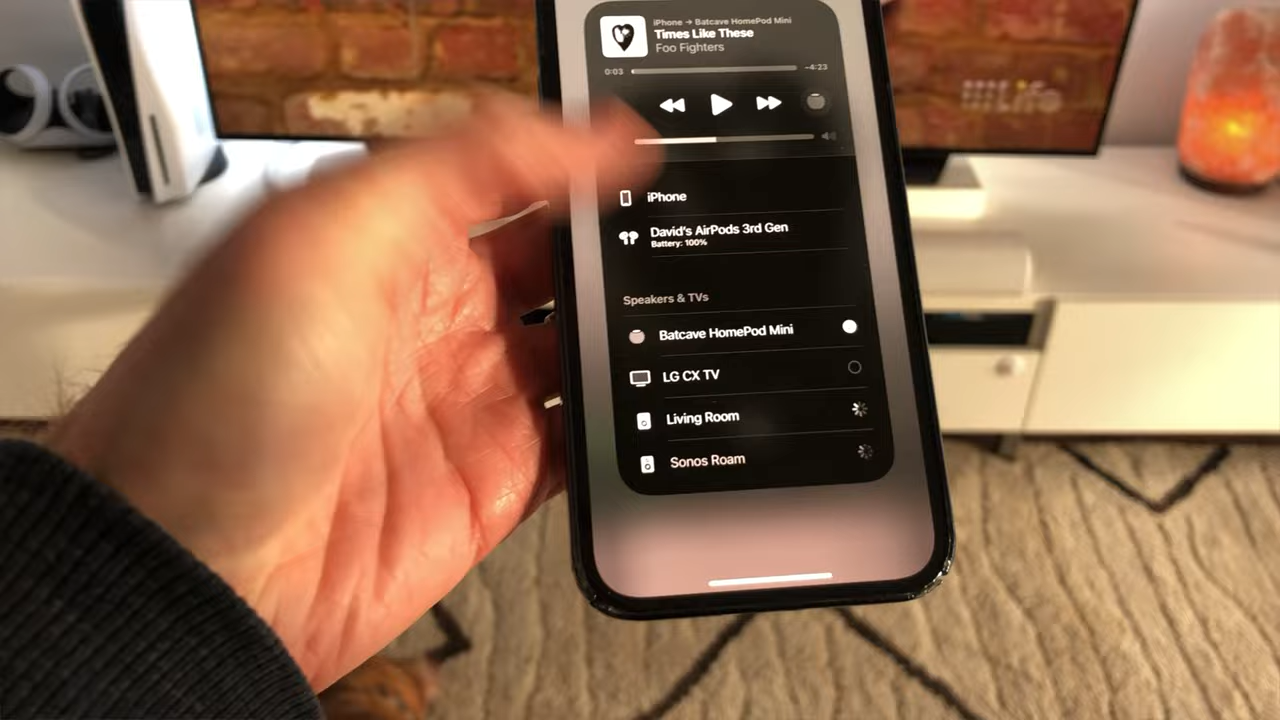 iPhone → Batcave HomePod Mini
Times Like These
Foo Fighters
0:03
-4:23
iPhone
David's AirPods 3rd Gen
Battery: 100%
Speakers & TVs
Batcave HomePod Mini
LG CX TV
Living Room
Sonos Roam